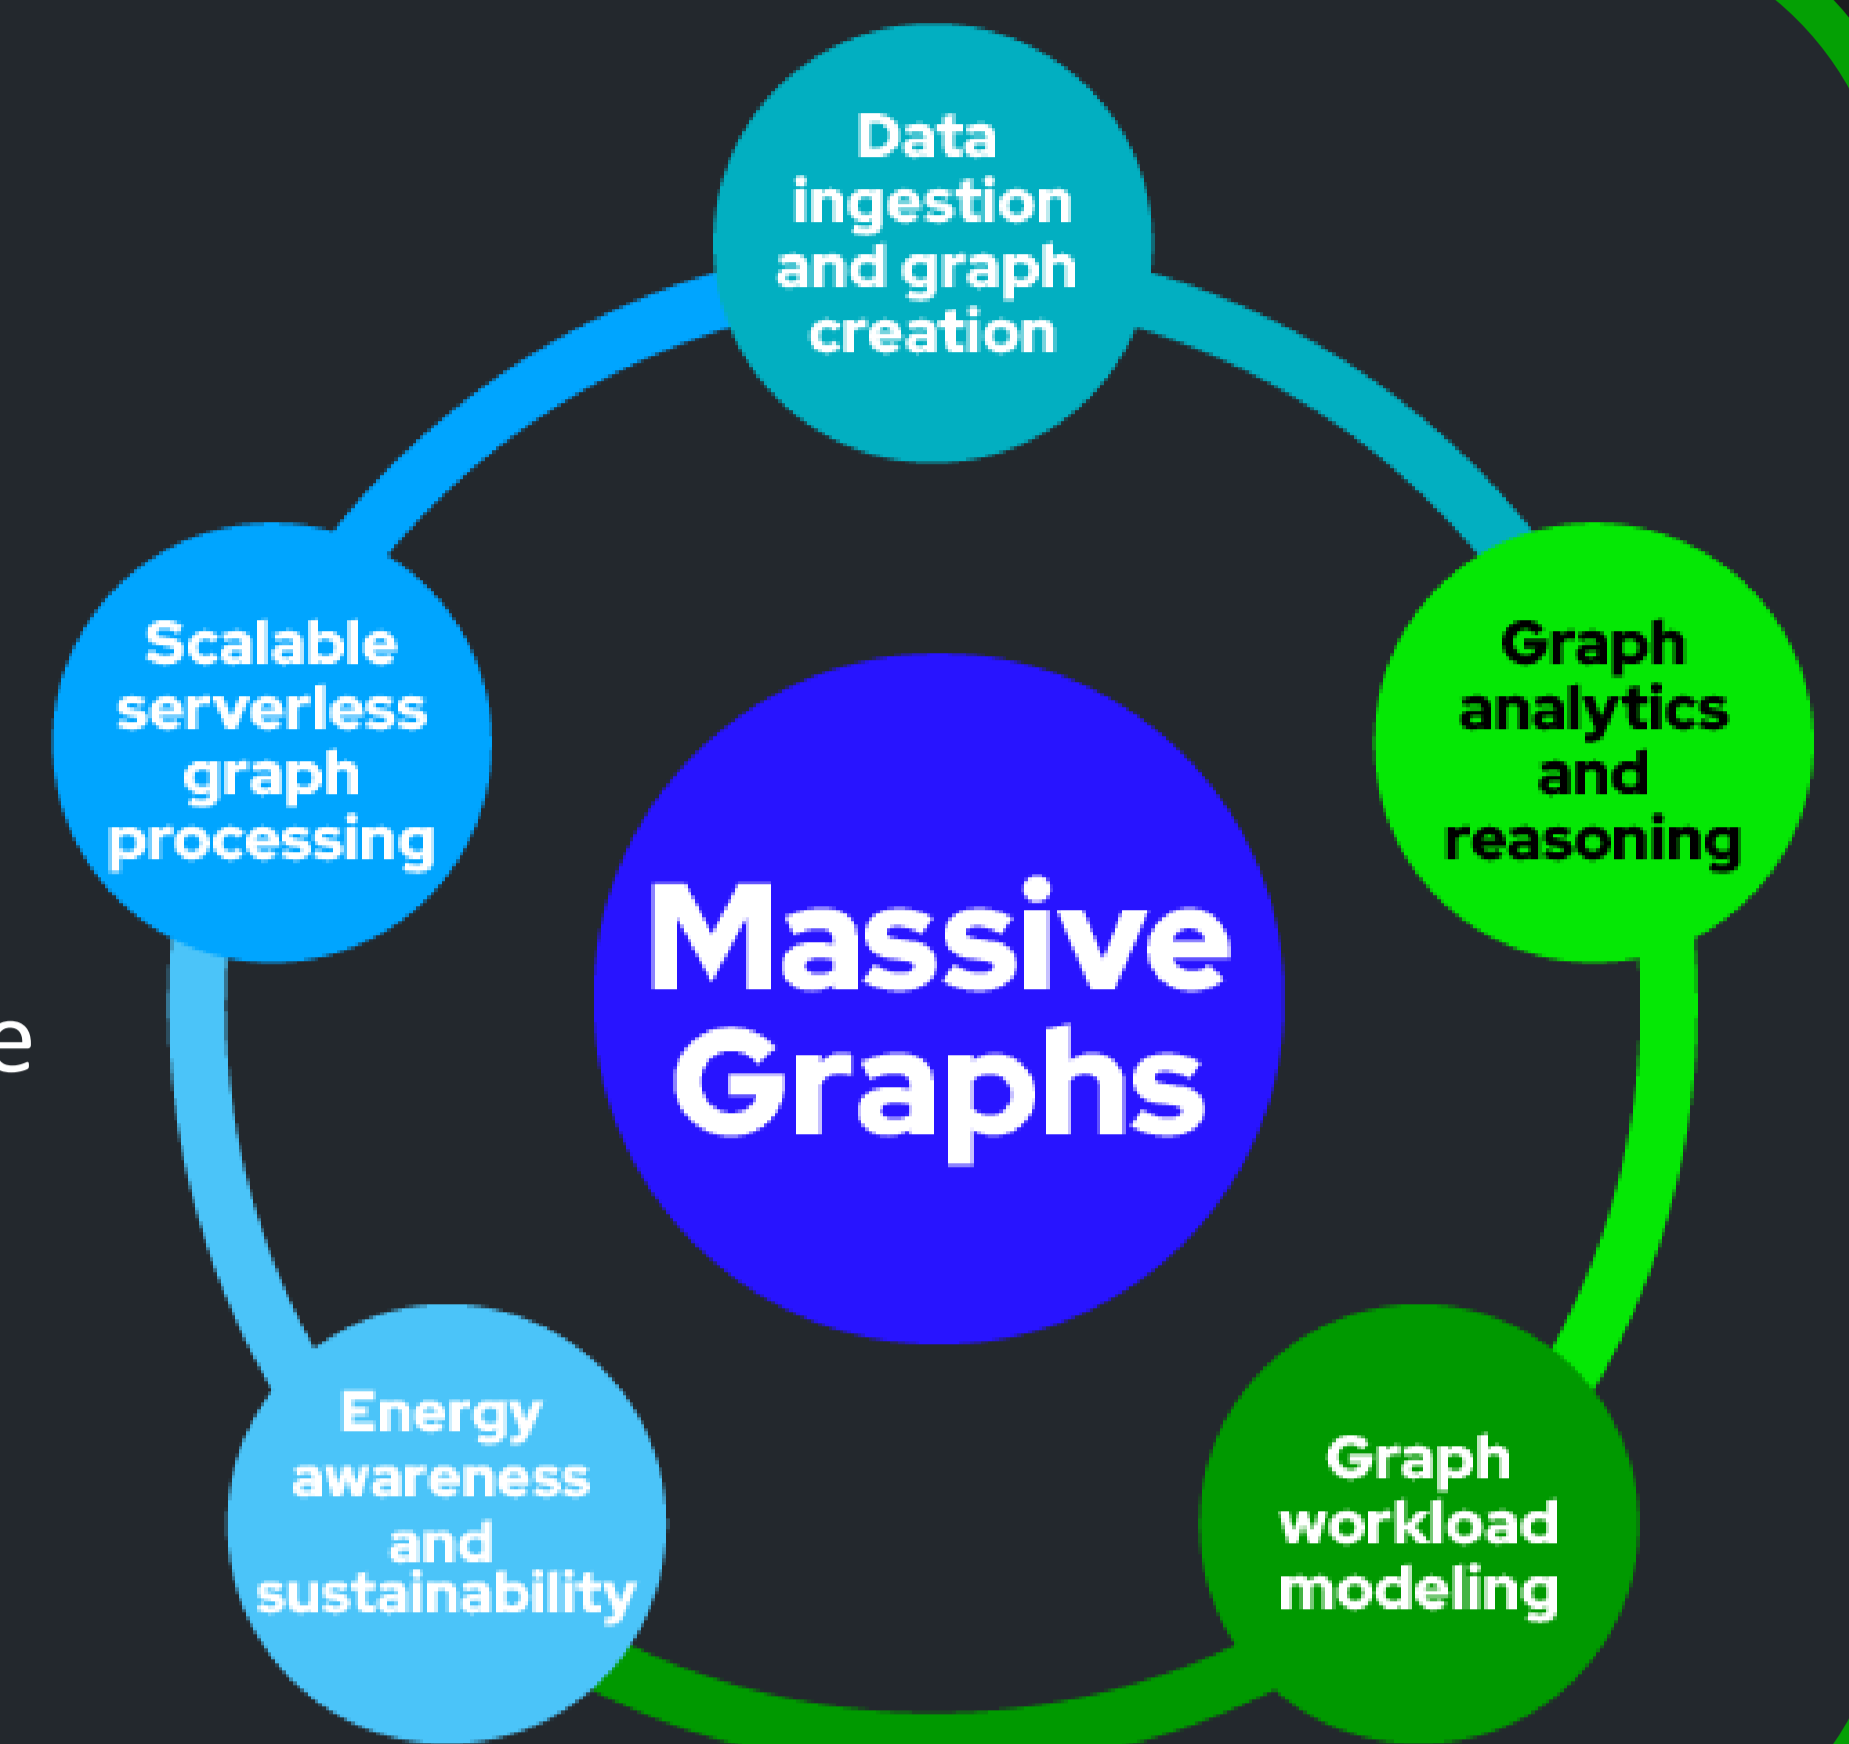 Data
ingestion
and graph
creation
Scalable
serverless
graph
processing
Graph
analytics
and
reasoning
Massive
Graphs
e
Energy
awareness
and
sustainability
Graph
workload
modeling